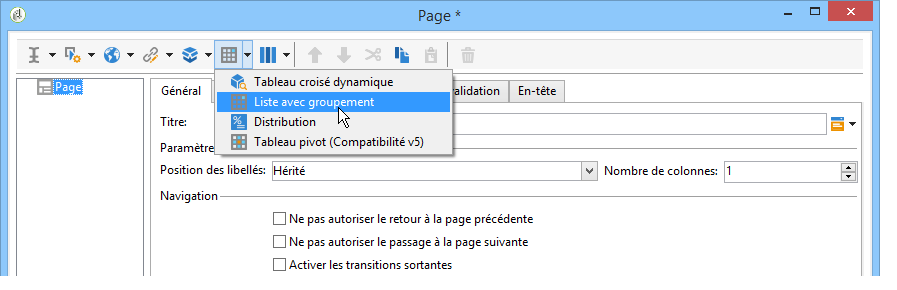 Page *
Page
Tableau croisé dynamique
Liste avec groupement
Distribution
Tableau pivot (Compatibilité v5)
Général
validation
En-tête
Titre:
Paramètre
Position des libellés: Hérité Nombre de colonnes: 1
Navigation
Ne pas autoriser le retour à la page précédente
Ne pas autoriser le passage à la page suivante
Activer les transitions sortantes